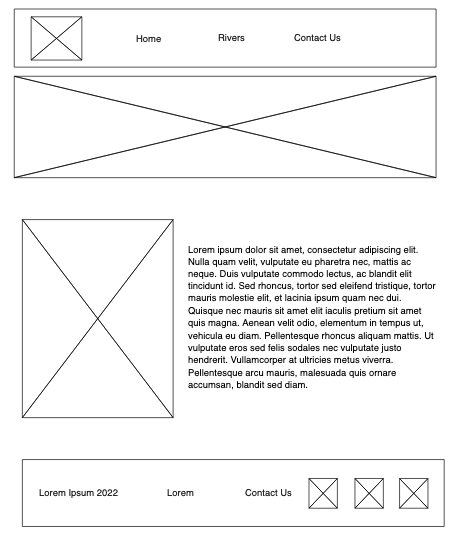 Home Rivers Contact Us
Lorem ipsum dolor sit amet, consectetur adipiscing elit.
Nulla quam velit, vulputate eu pharetra nec, mattis ac
neque. Duis vulputate commodo lectus, ac blandit elit
tincidunt id. Sed rhoncus, tortor sed eleifend tristique, tortor
mauris molestie elit, et lacinia ipsum quam nec dui.
Quisque nec mauris sit amet elit iaculis pretium sit amet
quis magna. Aenean velit odio, elementum in tempus ut,
vehicula eu diam. Pellentesque rhoncus aliquam mattis. Ut
vulputate eros sed felis sodales nec vulputate justo
hendrerit. Vullamcorper at ultricies metus viverra.
Pellentesque arcu mauris, malesuada quis ornare
accumsan, blandit sed diam.
Lorem Ipsum 2022 Lorem Contact Us